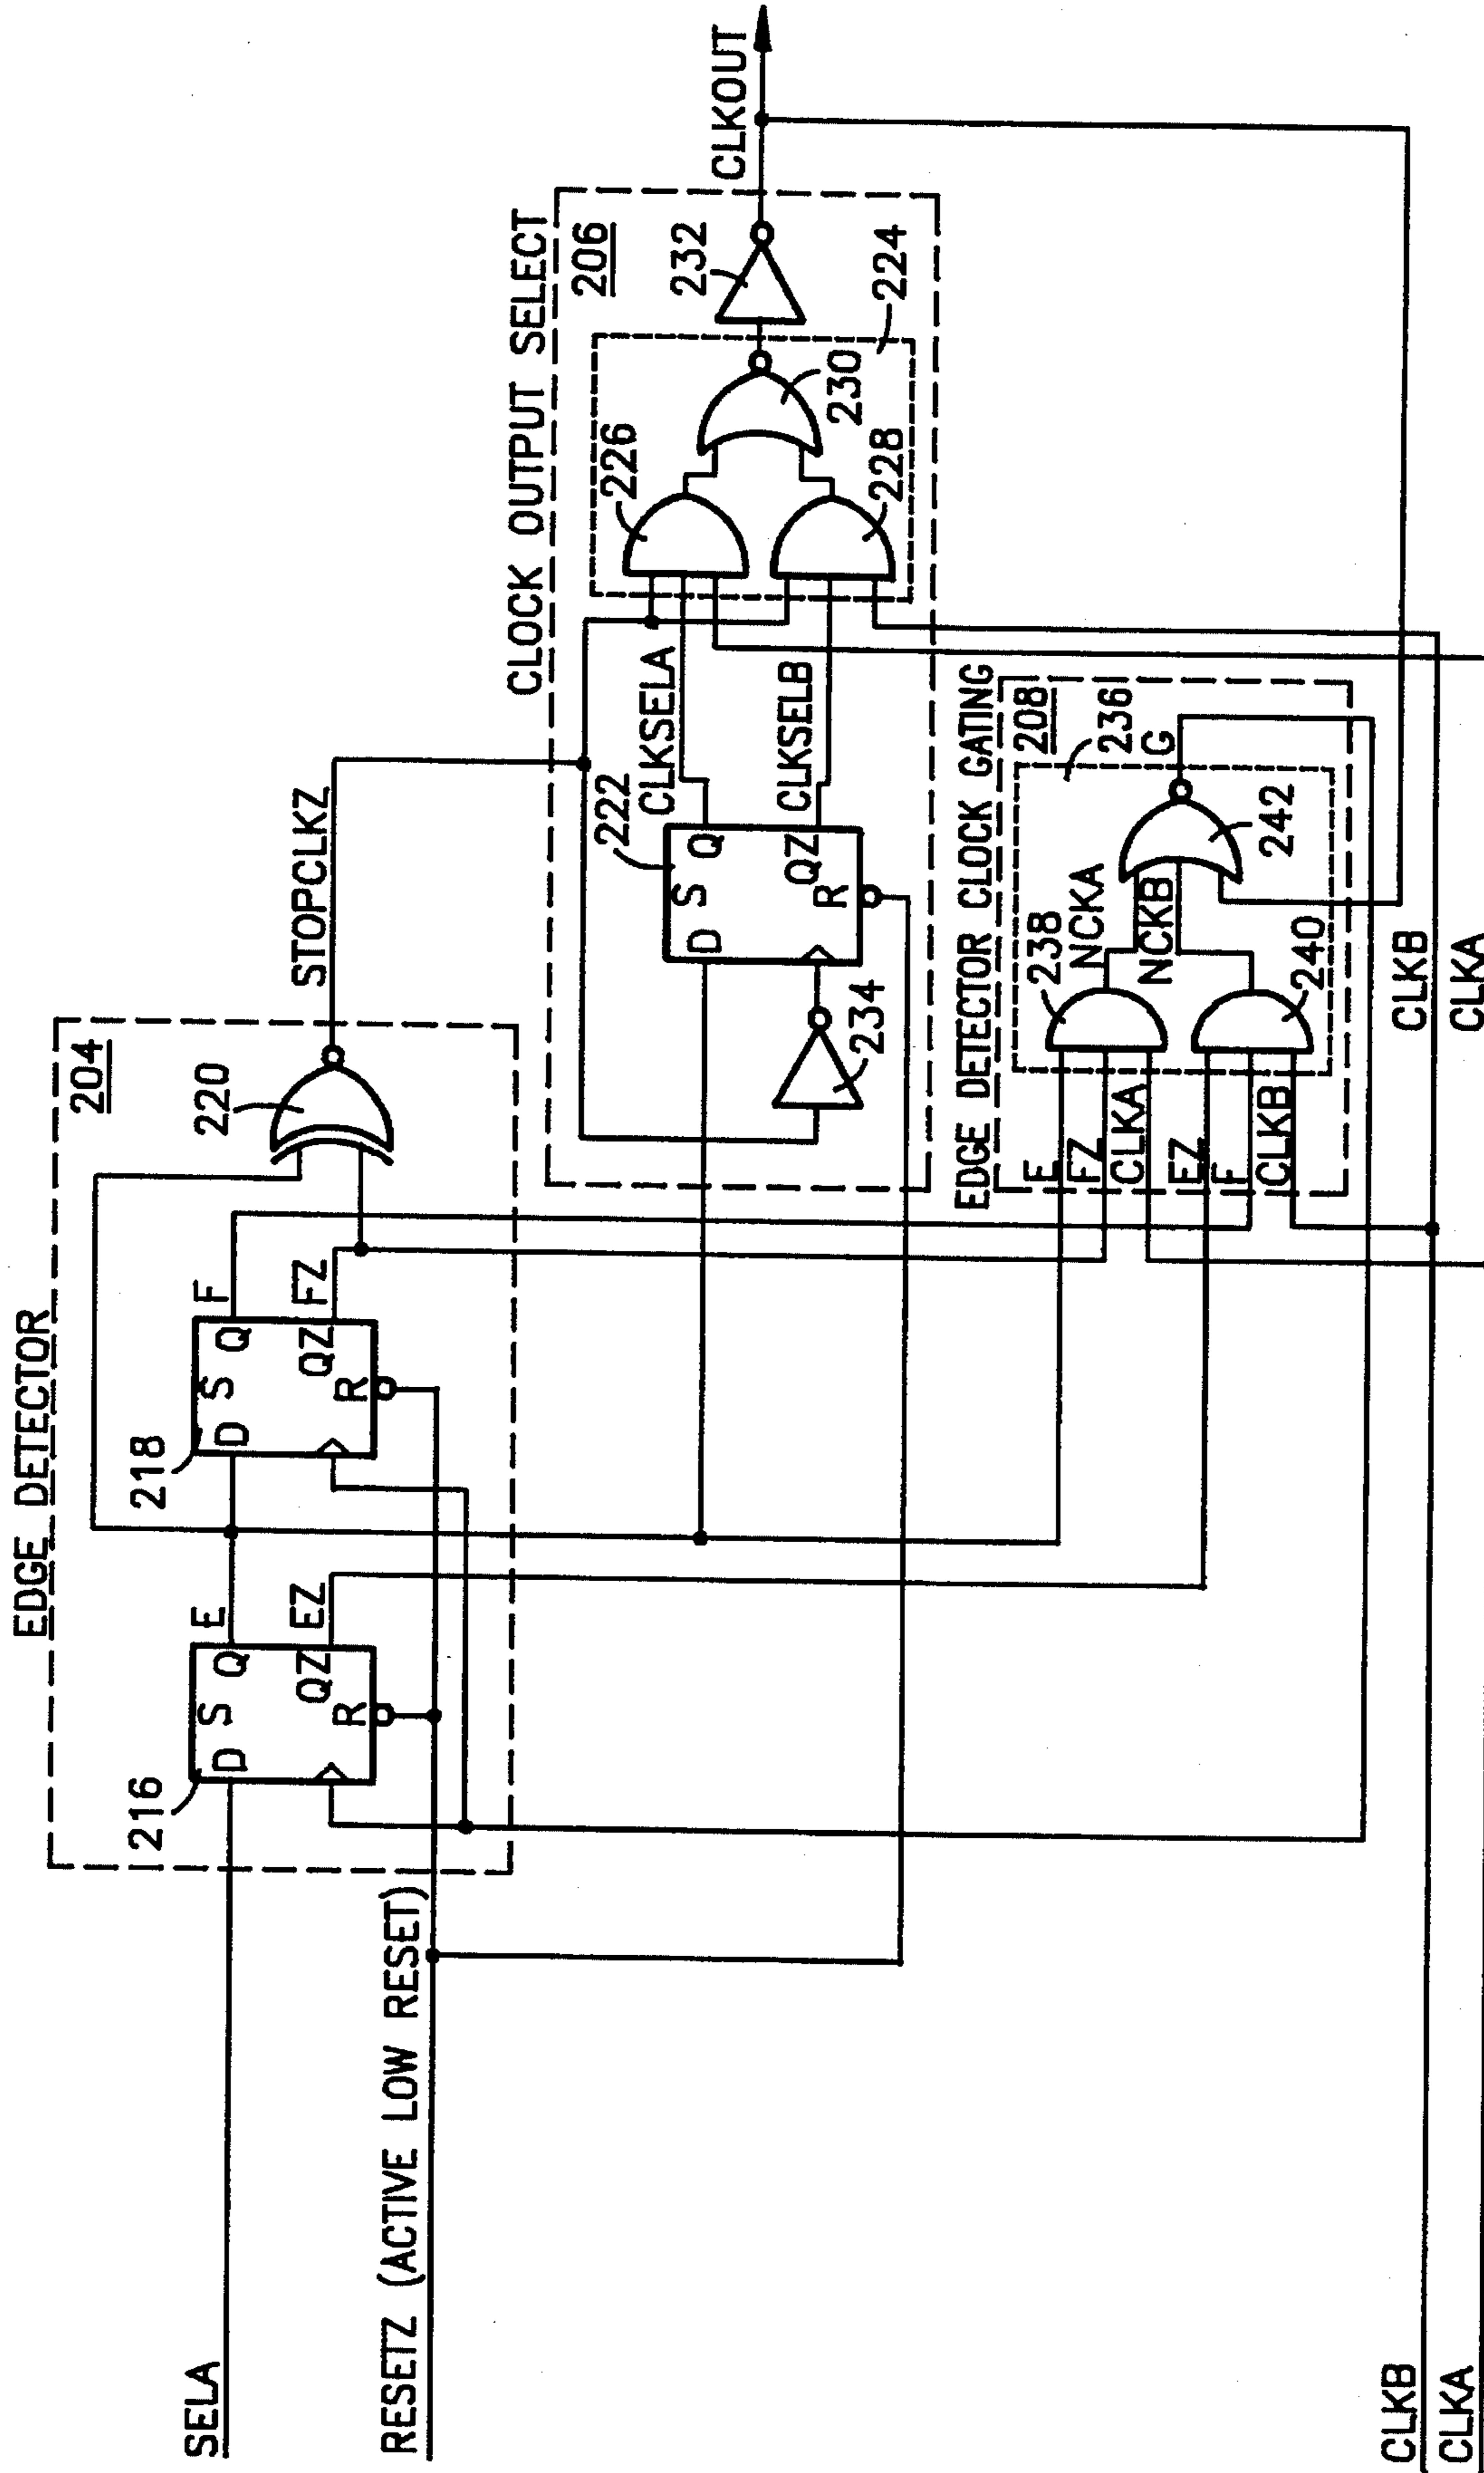 EDGE DETECTOR
204
216
D
S
Q
QZ
R
E
EZ
218
D
S
Q
QZ
R
F
FZ
220
STOPCLKZ
SELA
RESETZ (ACTIVE LOW RESET)
CLOCK OUTPUT SELECT
206
222
D
S
Q
QZ
R
234
CLKSELA
CLKSELB
226
228
230
224
232
CLKOUT
EDGE DETECTOR CLOCK GATING
208
236
E
FZ
CLKA
EZ
F
CLKB
238
240
NCKA
NCKB
242
G
CLKB
CLKA
CLKB
CLKA